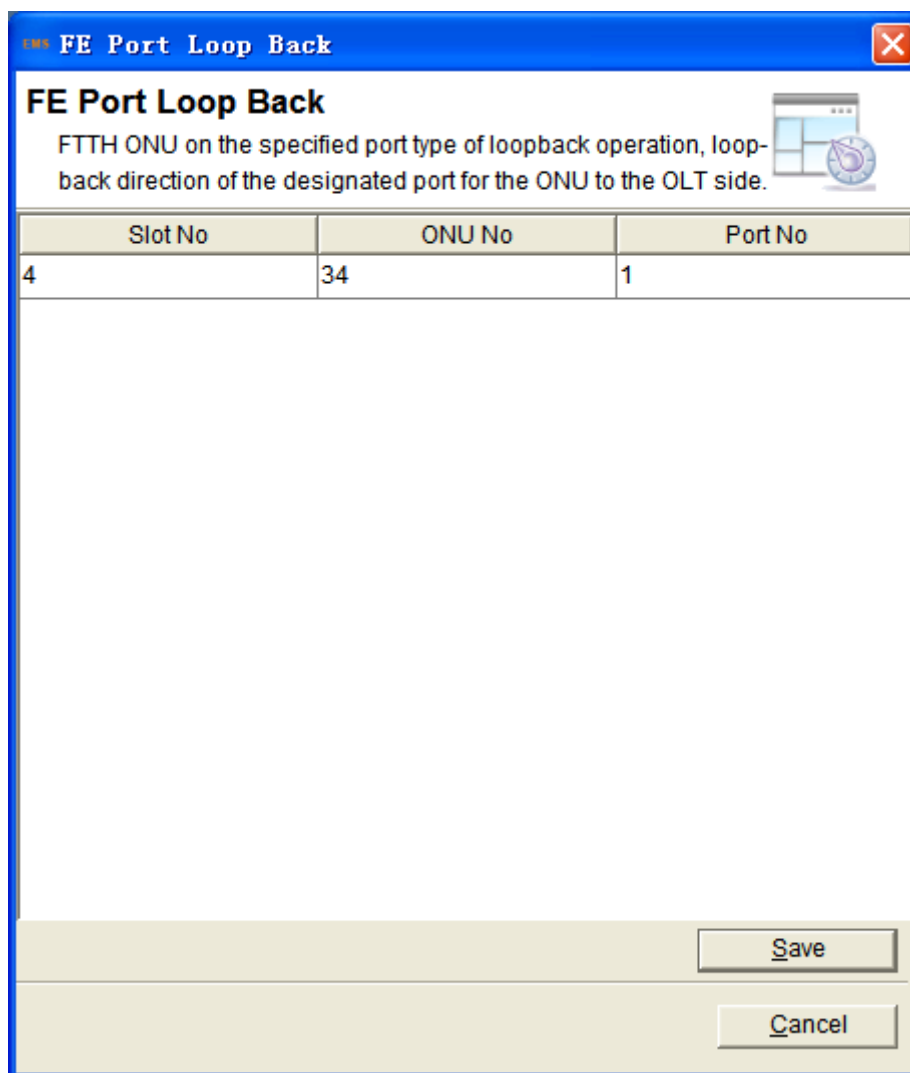 EMS FE Port Loop Back
FE Port Loop Back
FTTH ONU on the specified port type of loopback operation, loop-
back direction of the designated port for the ONU to the OLT side.
Slot No ONU No Port No
4 34 1
Save
Cancel